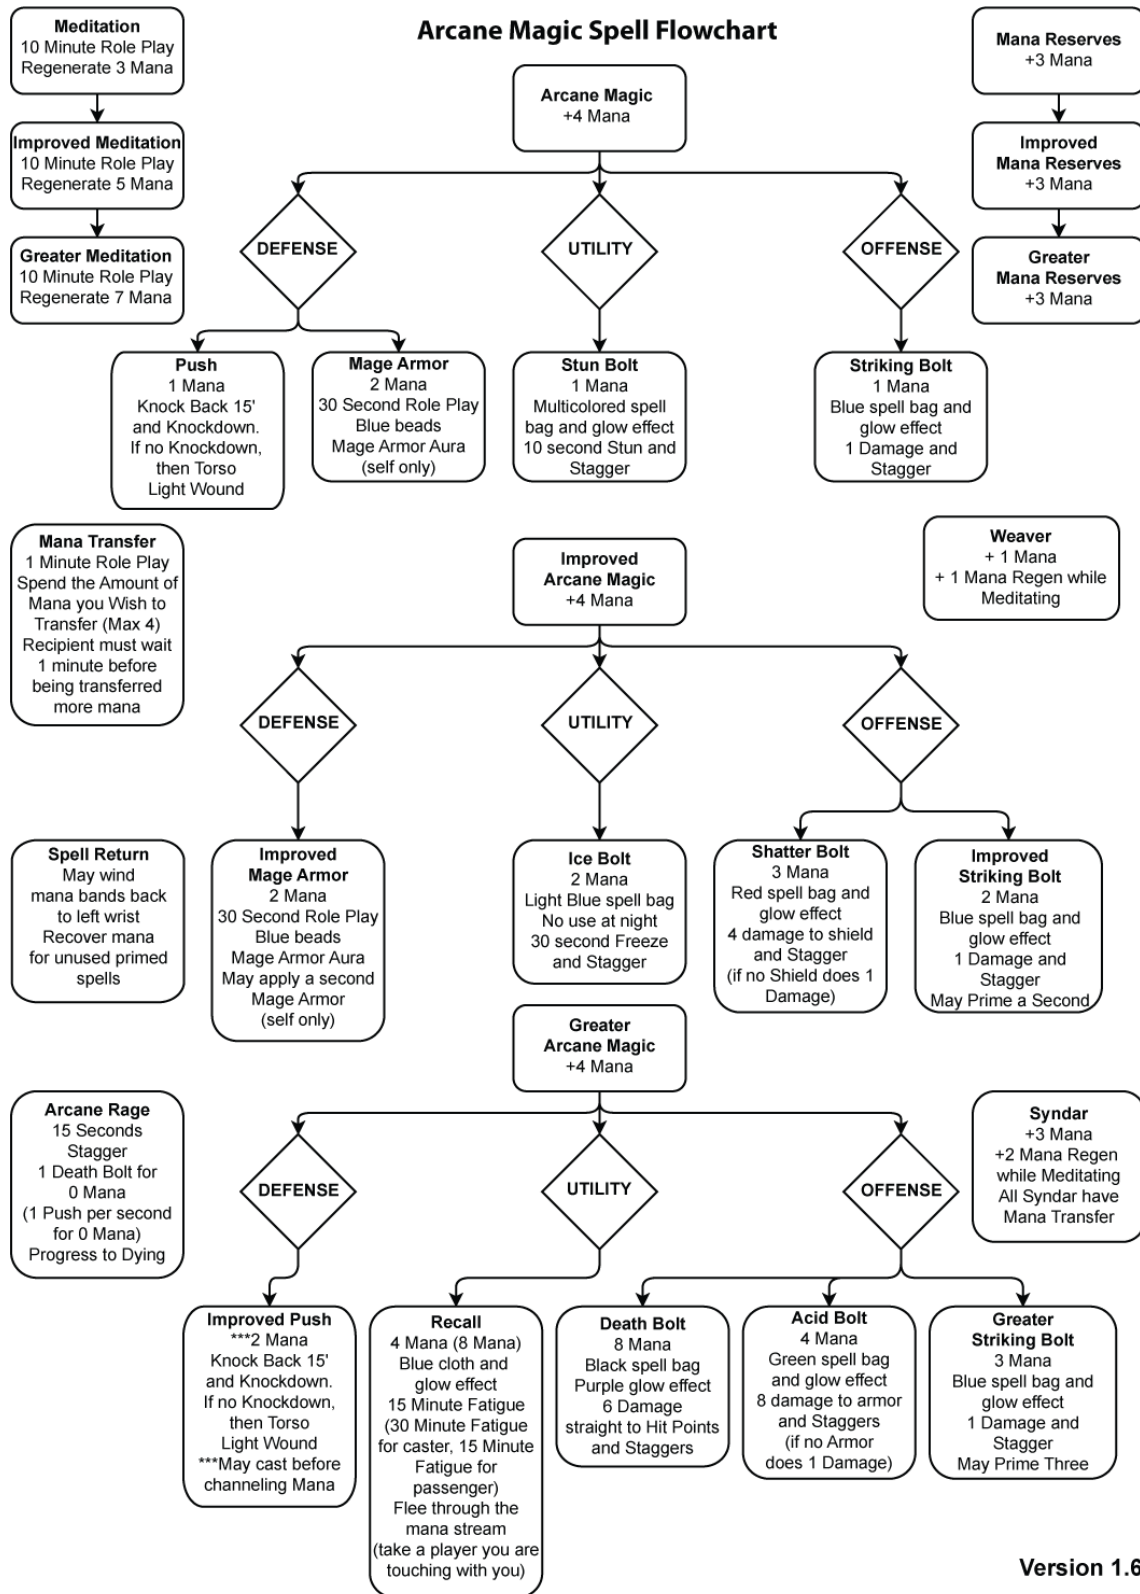 Arcane Magic Spell Flowchart
Meditation
10 Minute Role Play
Regenerate 3 Mana
Improved Meditation
10 Minute Role Play
Regenerate 5 Mana
Greater Meditation
10 Minute Role Play
Regenerate 7 Mana
Arcane Magic
+4 Mana
Mana Reserves
+3 Mana
Improved
Mana Reserves
+3 Mana
Greater
Mana Reserves
+3 Mana
DEFENSE
UTILITY
OFFENSE
Push
1 Mana
Knock Back 15'
and Knockdown.
If no Knockdown,
then Torso
Light Wound
Mage Armor
2 Mana
30 Second Role Play
Blue beads
Mage Armor Aura
(self only)
Stun Bolt
1 Mana
Multicolored spell
bag and glow effect
10 second Stun and
Stagger
Striking Bolt
1 Mana
Blue spell bag and
glow effect
1 Damage and
Stagger
Mana Transfer
1 Minute Role Play
Spend the Amount of
Mana you Wish to
Transfer (Max 4)
Recipient must wait
1 minute before
being transferred
more mana
Improved
Arcane Magic
+4 Mana
Weaver
+ 1 Mana
+ 1 Mana Regen while
Meditating
DEFENSE
UTILITY
OFFENSE
Spell Return
May wind
mana bands back
to left wrist
Recover mana
for unused primed
spells
Improved
Mage Armor
2 Mana
30 Second Role Play
Blue beads
Mage Armor Aura
May apply a second
Mage Armor
(self only)
Ice Bolt
2 Mana
Light Blue spell bag
No use at night
30 second Freeze
and Stagger
Shatter Bolt
3 Mana
Red spell bag and
glow effect
4 damage to shield
and Stagger
(if no Shield does 1
Damage)
Improved
Striking Bolt
2 Mana
Blue spell bag and
glow effect
1 Damage and
Stagger
May Prime a Second
Greater
Arcane Magic
+4 Mana
Arcane Rage
15 Seconds
Stagger
1 Death Bolt for
0 Mana
(1 Push per second
for 0 Mana)
Progress to Dying
DEFENSE
UTILITY
OFFENSE
Syndar
+3 Mana
+2 Mana Regen
while Meditating
All Syndar have
Mana Transfer
Improved Push
***2 Mana
Knock Back 15'
and Knockdown.
If no Knockdown,
then Torso
Light Wound
***May cast before
channeling Mana
Recall
4 Mana (8 Mana)
Blue cloth and
glow effect
15 Minute Fatigue
(30 Minute Fatigue
for caster, 15 Minute
Fatigue for
passenger)
Flee through the
mana stream
(take a player you are
touching with you)
Death Bolt
8 Mana
Black spell bag
Purple glow effect
6 Damage
straight to Hit Points
and Staggers
Acid Bolt
4 Mana
Green spell bag
and glow effect
8 damage to armor
and Staggers
(if no Armor
does 1 Damage)
Greater
Striking Bolt
3 Mana
Blue spell bag and
glow effect
1 Damage and
Stagger
May Prime Three
Version 1.6